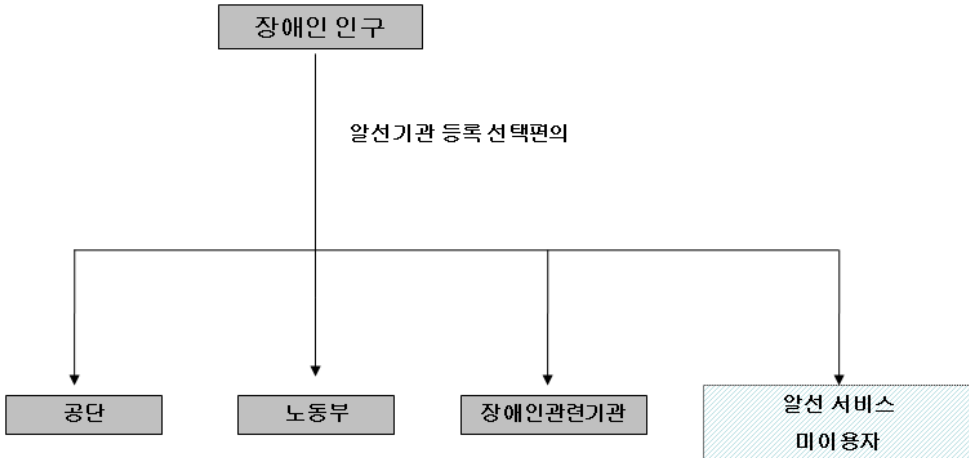 장애인 인구
알선기관 등록 선택편의
공단
노동부
장애인관련기관
알선 서비스
미이용자